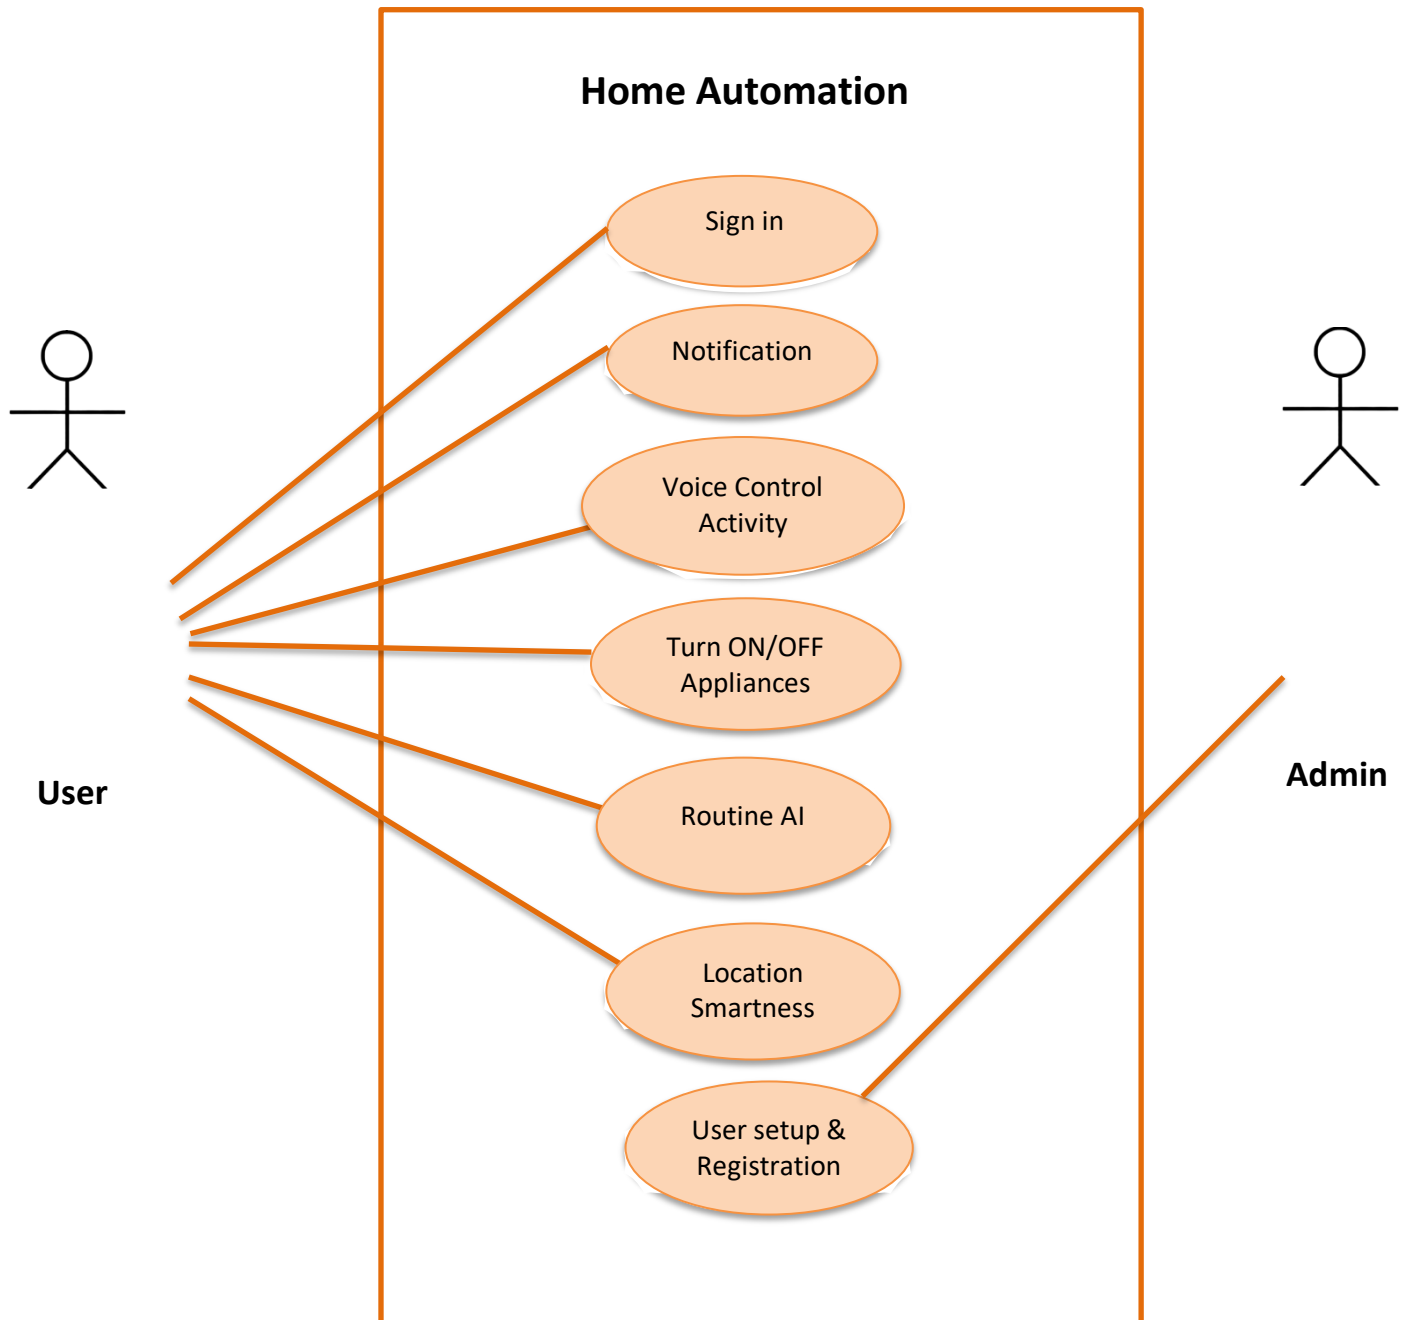 Home Automation
Sign in
Notification
Voice Control
Activity
Turn ON/OFF
Appliances
User
Admin
Routine AI
Location
Smartness
User setup &
Registration